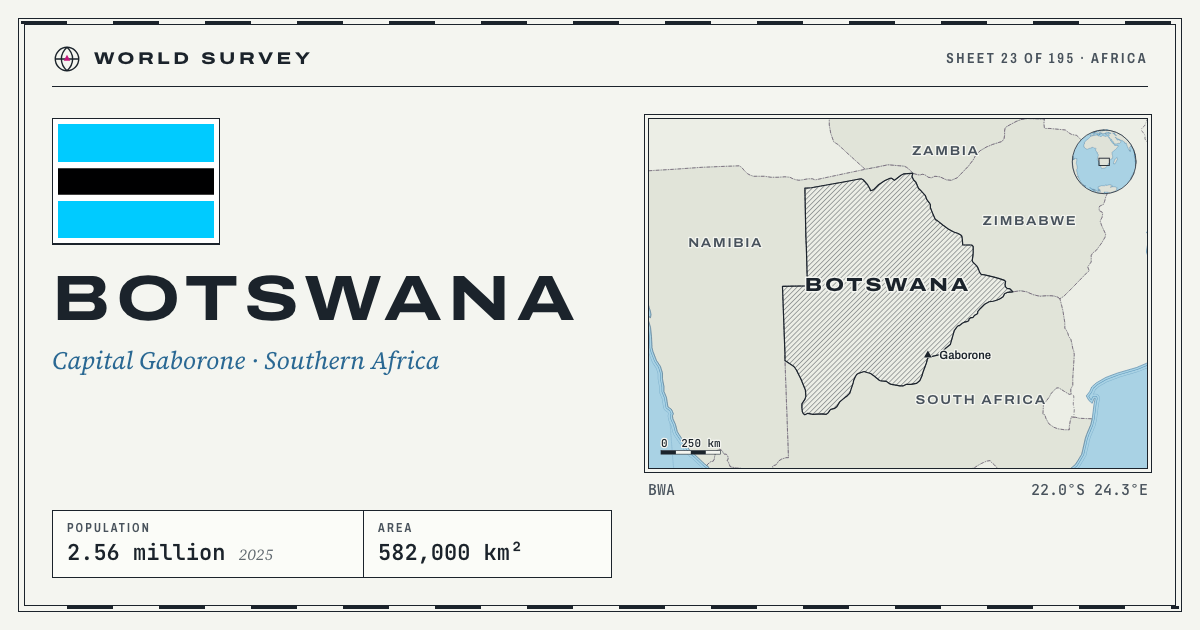 WORLD SURVEY
SHEET 23 OF 195 · AFRICA
BOTSWANA
Capital Gaborone · Southern Africa
POPULATION
2.56 million 2025
AREA
582,000 km²
ZAMBIA
ZIMBABWE
NAMIBIA
BOTSWANA
Gaborone
SOUTH AFRICA
0 250 km
BWA
22.0°S 24.3°E